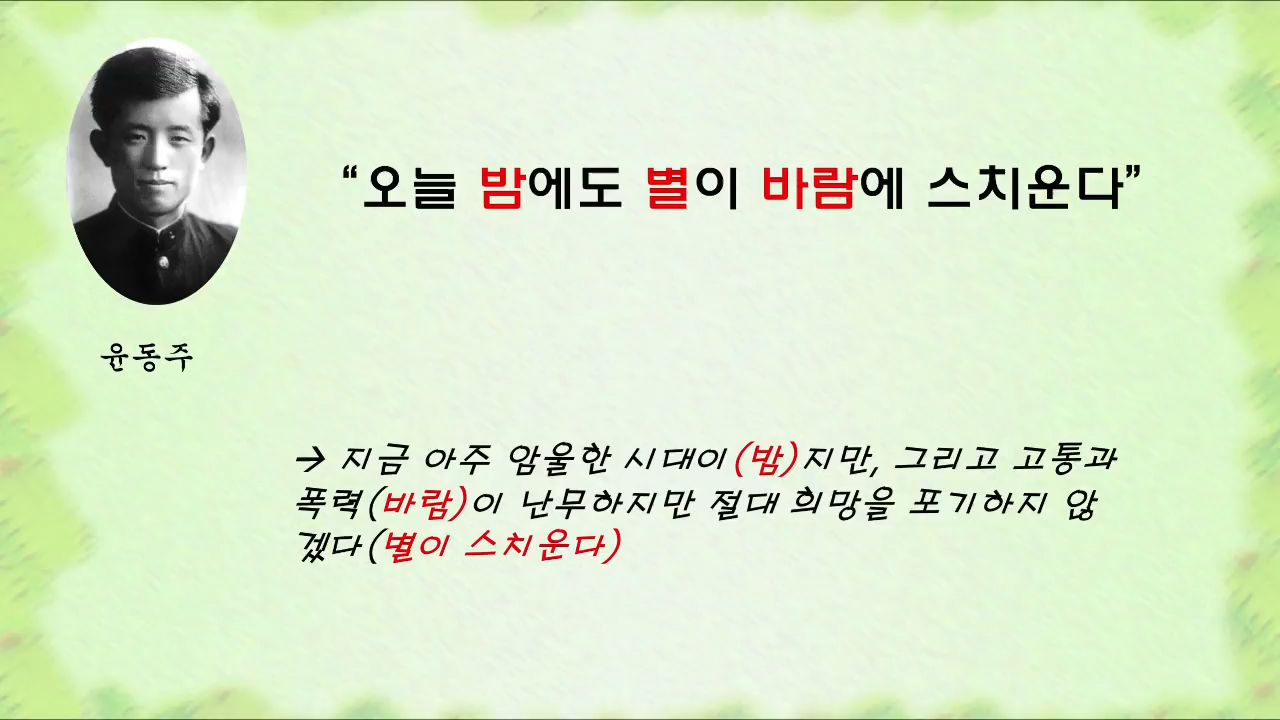 “오늘 밤에도 별이 바람에 스치운다”
윤동주
→ 지금 아주 암울한 시대이(밤)지만, 그리고 고통과
폭력(바람)이 난무하지만 절대 희망을 포기하지 않
겠다(별이 스치운다)